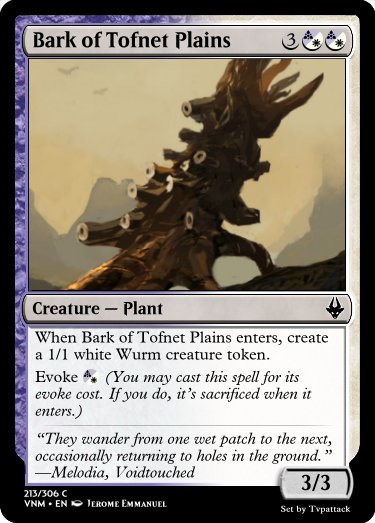 Bark of Tofnet Plains 3
When Bark of Tofnet Plains enters, create
a 1/1 white Wurm creature token.
Evoke (You may cast this spell for its
evoke cost. If you do, it's sacrificed when it
enters.)
"They wander from one wet patch to the next,
occasionally returning to holes in the ground."
—Melodia, Voidtouched
Creature — Plant
3/3
213/306 C
VNM • EN Jerome Emmanuel
Set by Tvpattack